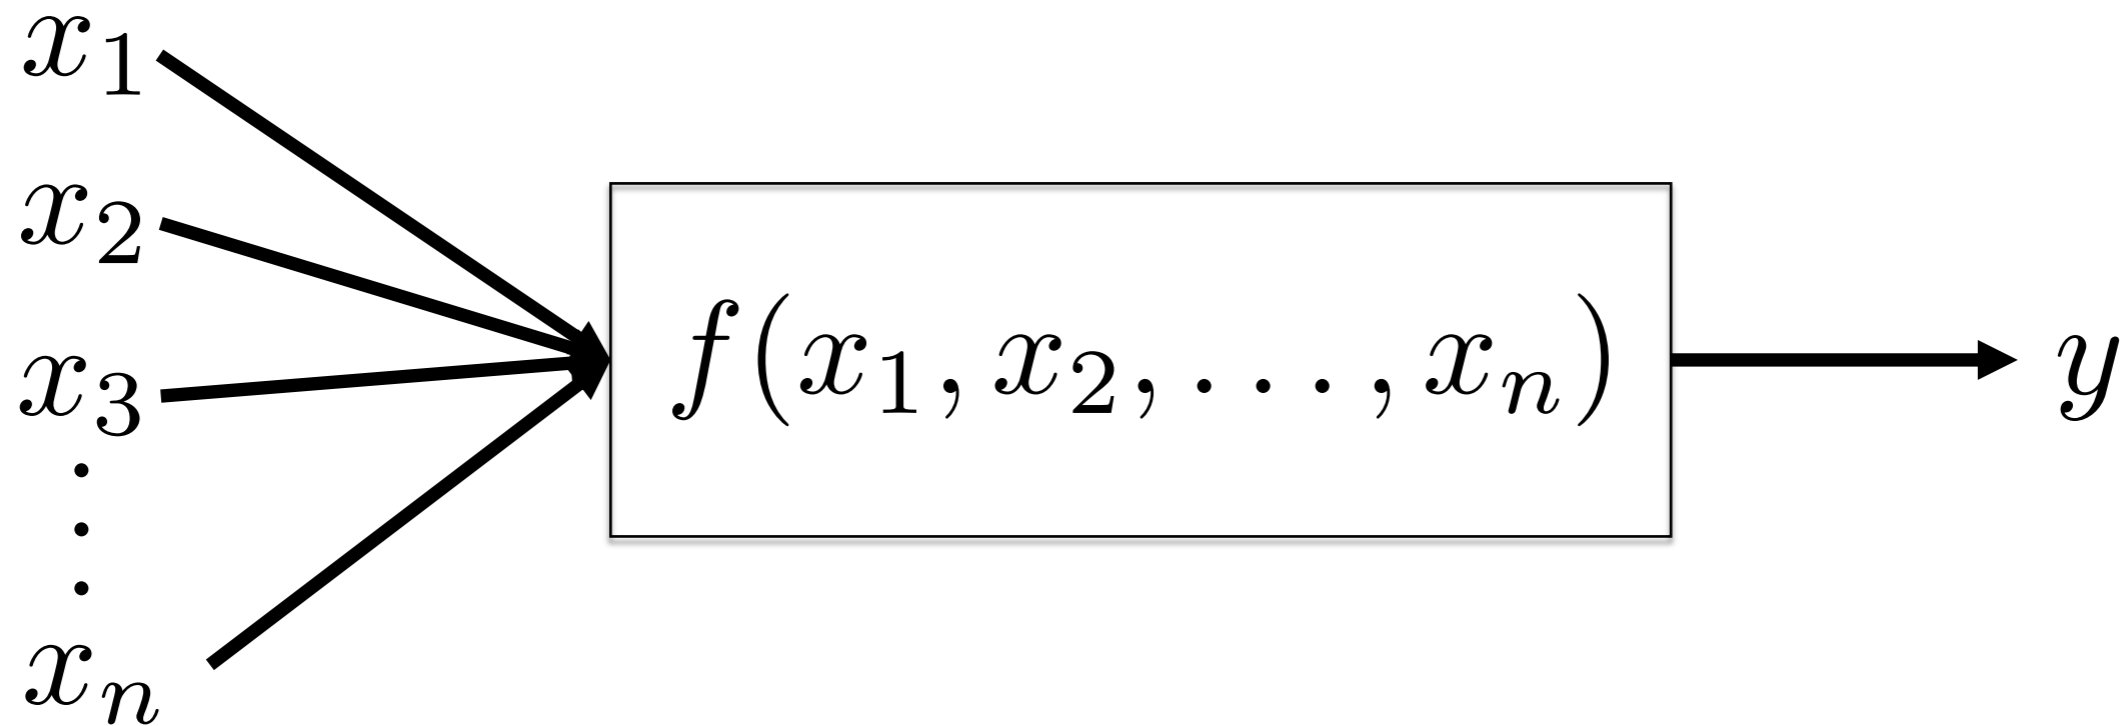 x₁
x₂
x₃
.
.
.
xₙ
f(x₁, x₂, . . . , xₙ)
y